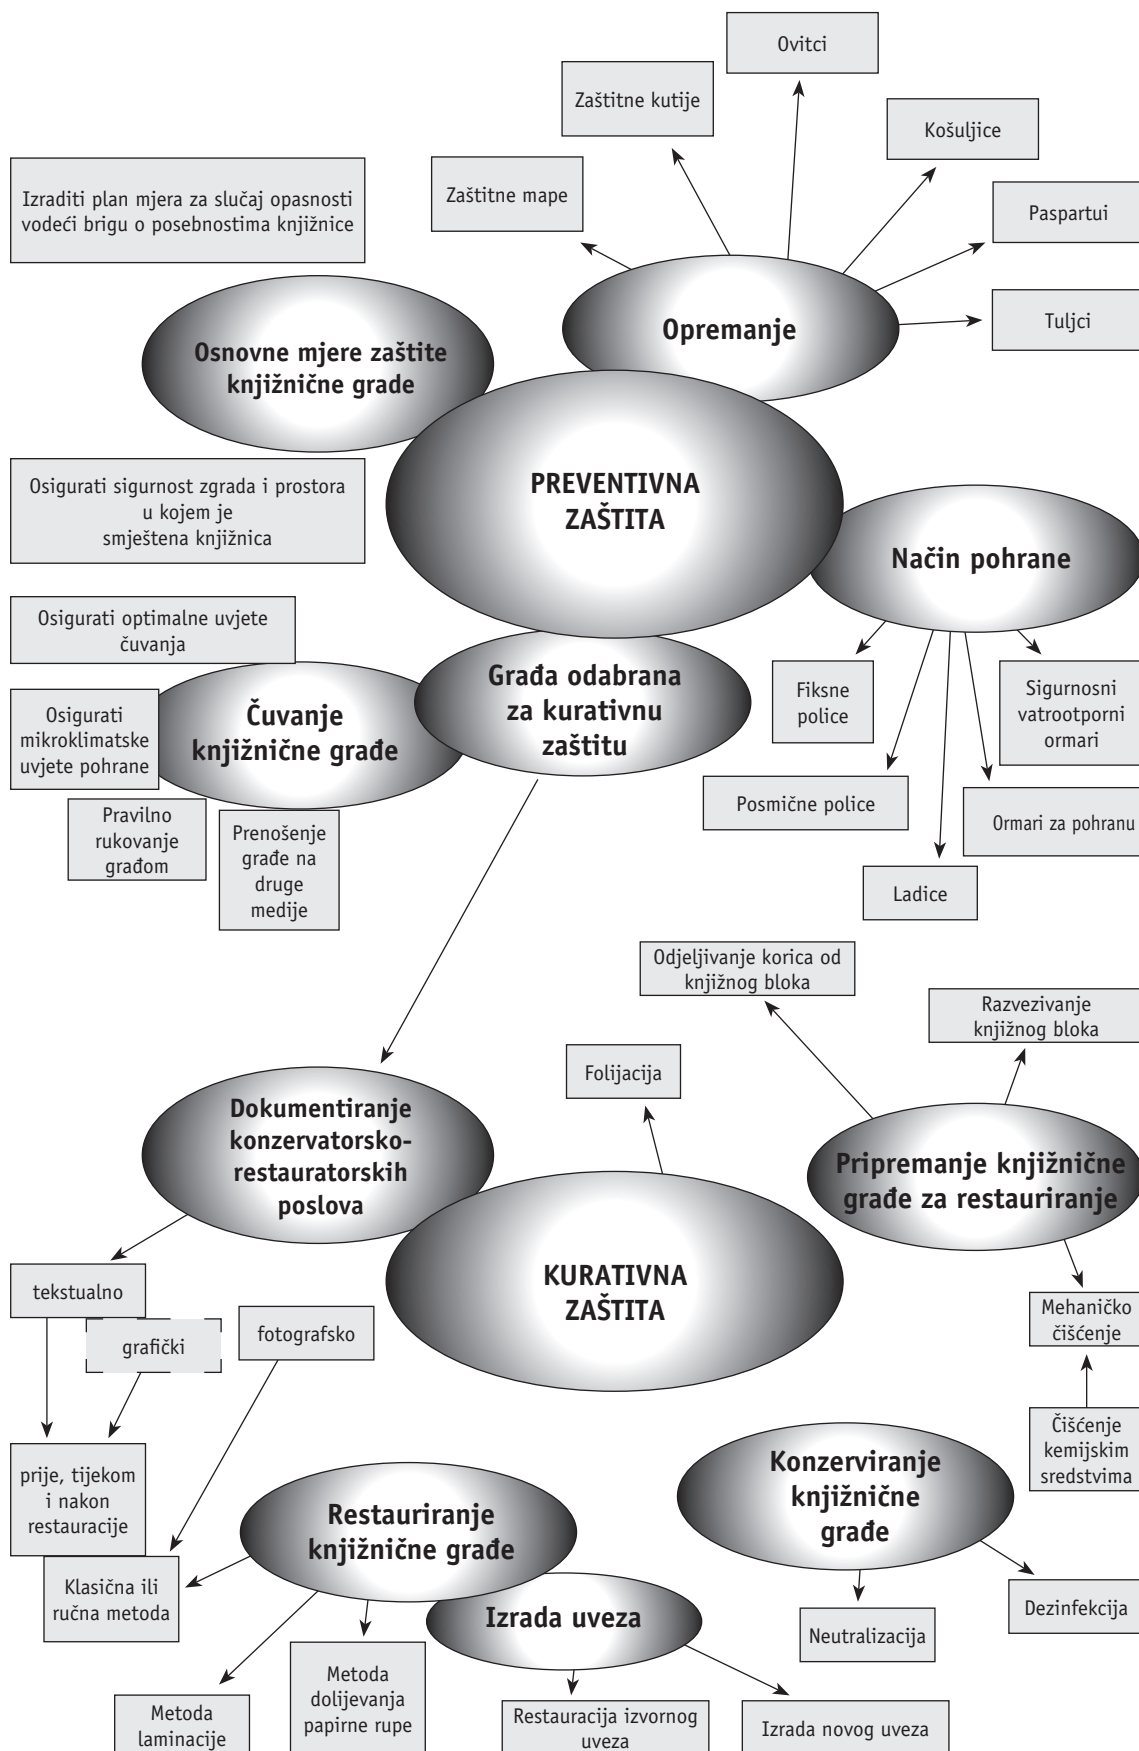 Ovitci
Zaštitne kutije
Košuljice
Zaštitne mape
Izraditi plan mjera za slučaj opasnosti
vodeći brigu o posebnostima knjižnice
Paspartui
Tuljci
Opremanje
Osnovne mjere zaštite
knjižnične grade
PREVENTIVNA
ZAŠTITA
Osigurati sigurnost zgrada i prostora
u kojem je
smještena knjižnica
Način pohrane
Osigurati optimalne uvjete
čuvanja
Građa odabrana
za kurativnu
zaštitu
Fiksne
police
Sigurnosni
vatrootporni
ormari
Čuvanje
knjižnične građe
Osigurati
mikroklimatske
uvjete pohrane
Posmične police
Ormari za pohranu
Pravilno
rukovanje
građom
Prenošenje
građe na
druge
medije
Ladice
Odjeljivanje korica od
knjižnog bloka
Razvezivanje
knjižnog bloka
Folijacija
Dokumentiranje
konzervatorsko-
restauratorskih
poslova
Pripremanje knjižnične
građe za restauriranje
KURATIVNA
ZAŠTITA
tekstualno
grafički
fotografsko
Mehaničko
čišćenje
Čišćenje
kemijskim
sredstvima
prije, tijekom
i nakon
restauracije
Konzerviranje
knjižnične
građe
Restauriranje
knjižnične građe
Klasična ili
ručna metoda
Izrada uveza
Dezinfekcija
Neutralizacija
Metoda
dolijevanja
papirne rupe
Metoda
laminacije
Restauracija izvornog
uveza
Izrada novog uveza